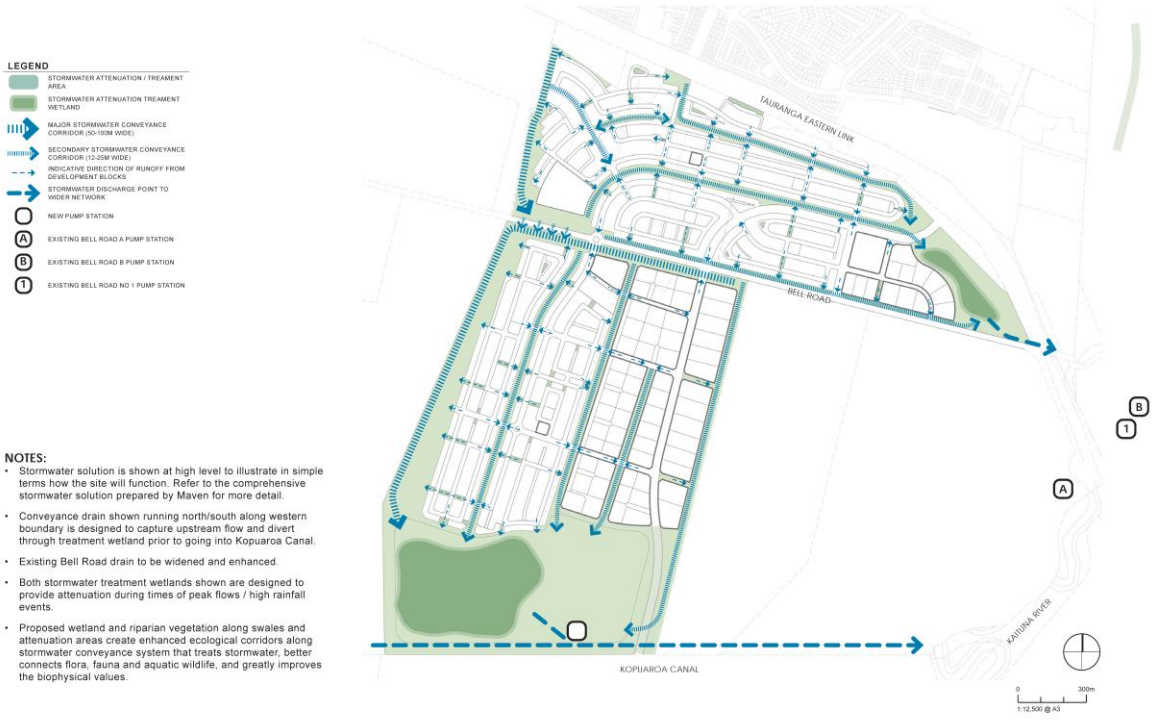 LEGEND
STORMWATER ATTENUATION / TREAMENT
AREA
STORMWATER ATTENUATION TREAMENT
WETLAND
MAJOR STORMWATER CONVEYANCE
CORRIDOR (50-100M WIDE)
SECONDARY STORMWATER CONVEYANCE
CORRIDOR (12-25M WIDE)
INDICATIVE DIRECTION OF RUNOFF FROM
DEVELOPMENT BLOCKS
STORMWATER DISCHARGE POINT TO
WIDER NETWORK
NEW PUMP STATION
A EXISTING BELL ROAD A PUMP STATION
B EXISTING BELL ROAD B PUMP STATION
1 EXISTING BELL ROAD NO 1 PUMP STATION
NOTES:
• Stormwater solution is shown at high level to illustrate in simple
terms how the site will function. Refer to the comprehensive
stormwater solution prepared by Maven for more detail.
• Conveyance drain shown running north/south along western
boundary is designed to capture upstream flow and divert
through treatment wetland prior to going into Kopuaroa Canal.
• Existing Bell Road drain to be widened and enhanced.
• Both stormwater treatment wetlands shown are designed to
provide attenuation during times of peak flows / high rainfall
events.
• Proposed wetland and riparian vegetation along swales and
attenuation areas create enhanced ecological corridors along
stormwater conveyance system that treats stormwater, better
connects flora, fauna and aquatic wildlife, and greatly improves
the biophysical values.
TAURANGA EASTERN LINK
BELL ROAD
B
1
A
KAITUNA RIVER
KOPUAROA CANAL
0 300m
1:12,500 @ A3